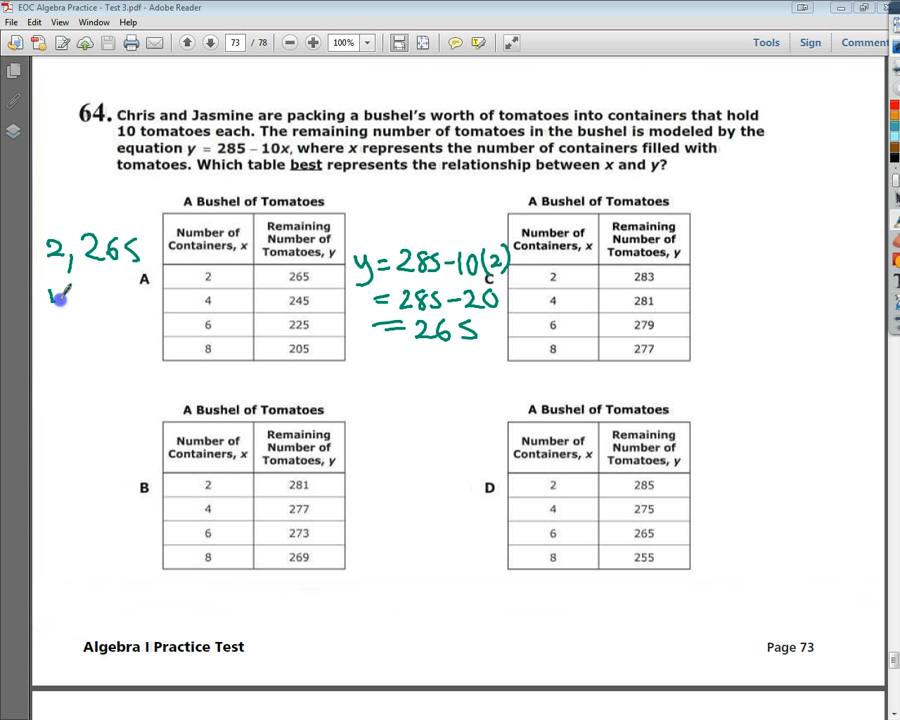 EOC Algebra Practice - Test 3.pdf - Adobe Reader
File Edit View Window Help
73 / 78 100% Tools Sign Comment
64. Chris and Jasmine are packing a bushel's worth of tomatoes into containers that hold
10 tomatoes each. The remaining number of tomatoes in the bushel is modeled by the
equation y = 285 – 10x, where x represents the number of containers filled with
tomatoes. Which table best represents the relationship between x and y?
A Bushel of Tomatoes
Number of Containers, x Remaining Number of Tomatoes, y
A
2 265
4 245
6 225
8 205
2, 265
y = 285 - 10(2)
= 285 - 20
= 265
A Bushel of Tomatoes
Number of Containers, x Remaining Number of Tomatoes, y
C
2 283
4 281
6 279
8 277
A Bushel of Tomatoes
Number of Containers, x Remaining Number of Tomatoes, y
B
2 281
4 277
6 273
8 269
A Bushel of Tomatoes
Number of Containers, x Remaining Number of Tomatoes, y
D
2 285
4 275
6 265
8 255
Algebra I Practice Test
Page 73